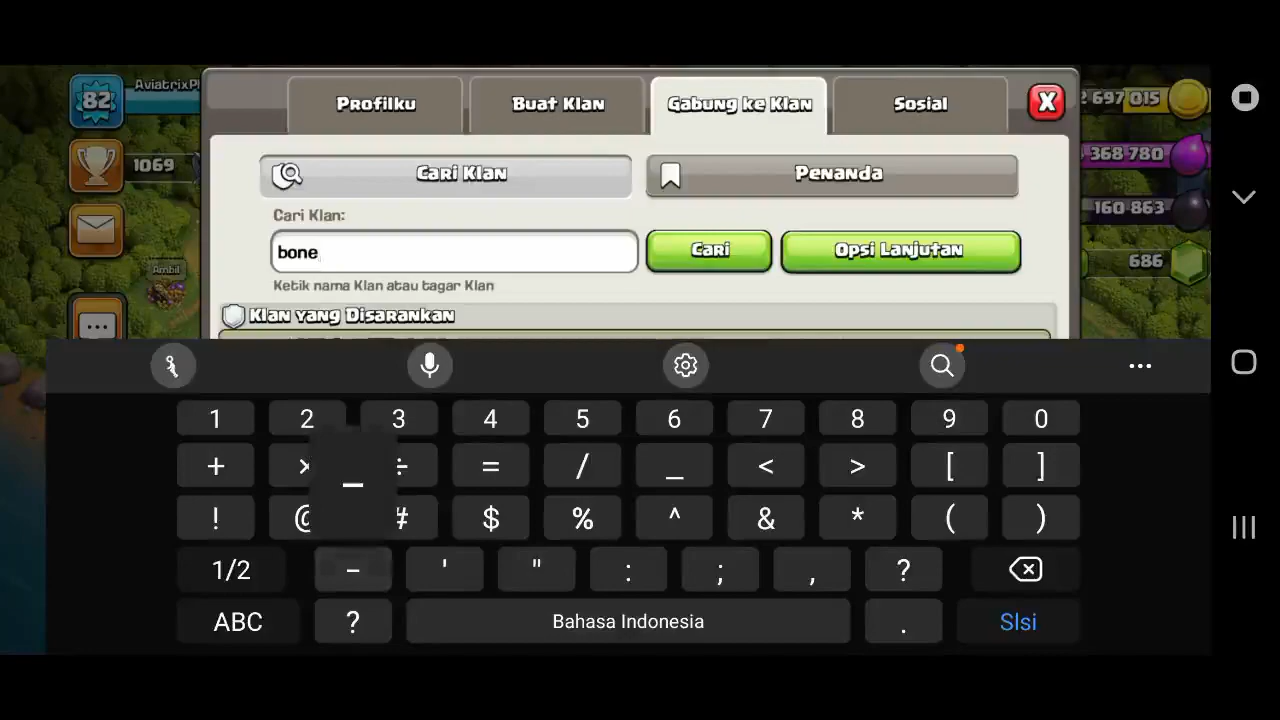 82
AviatrixPl
Profilku
Buat Klan
Gabung ke Klan
Sosial
X
2 697 015
1069
Cari Klan
Penanda
368 780
Cari Klan:
160 863
bone
Cari
Opsi Lanjutan
686
Ambil
Ketik nama Klan atau tagar Klan
Klan yang Disarankan
1 2 3 4 5 6 7 8 9 0
+ × ÷ = / _ < > [ ]
-
! @ # $ % ^ & * ( )
1/2 - ' " : ; , ?
ABC ? Bahasa Indonesia . SIsi